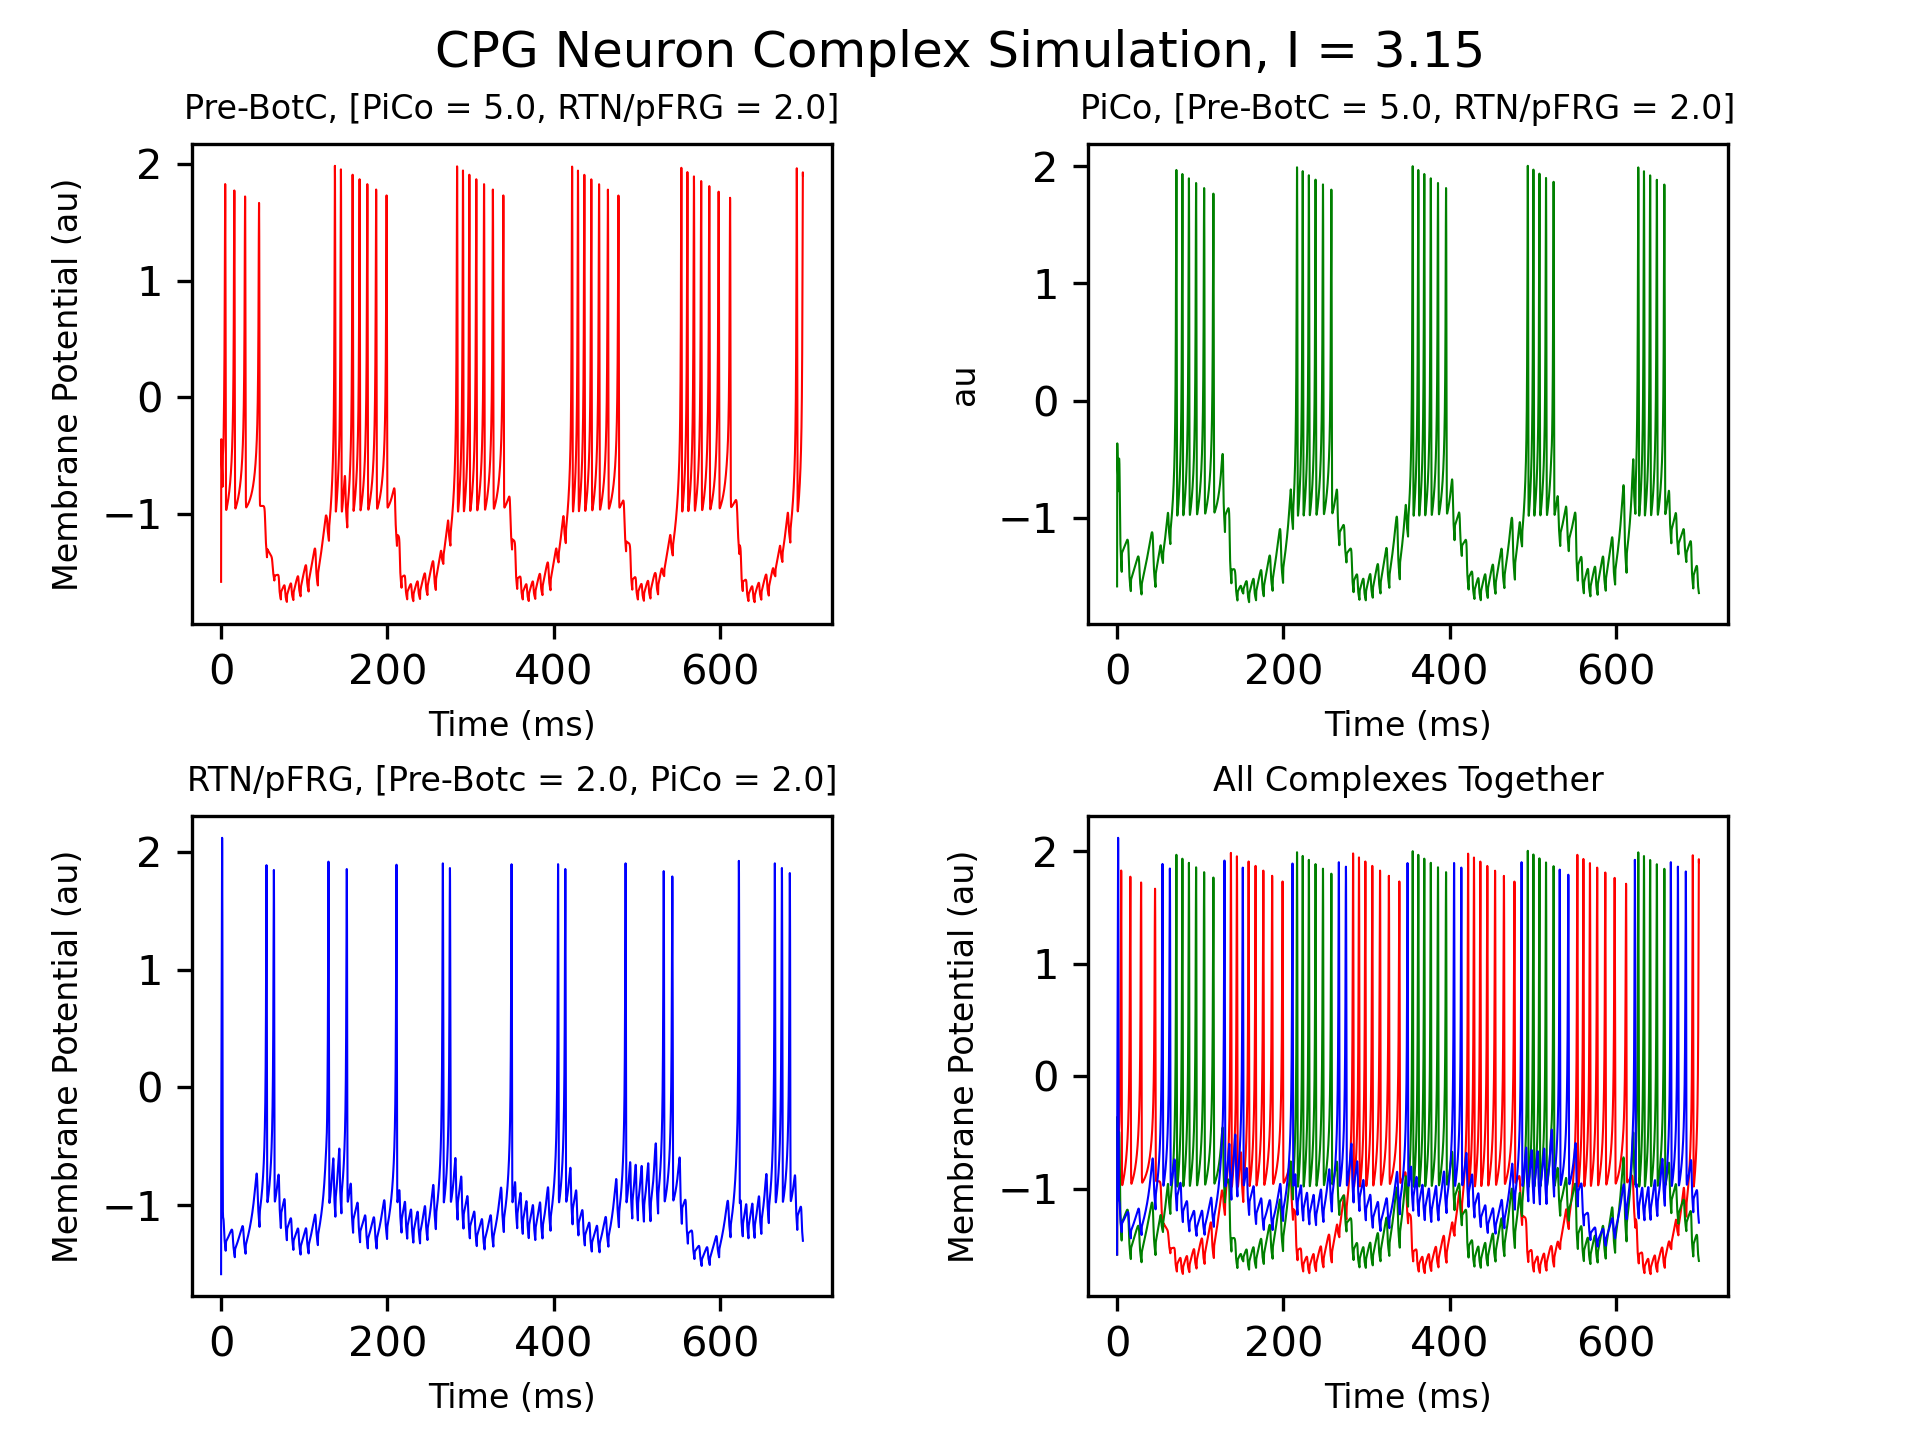 CPG Neuron Complex Simulation, I = 3.15
Pre-BotC, [PiCo = 5.0, RTN/pFRG = 2.0]
Membrane Potential (au)
2
1
0
−1
0 200 400 600
Time (ms)
PiCo, [Pre-BotC = 5.0, RTN/pFRG = 2.0]
au
2
1
0
−1
0 200 400 600
Time (ms)
RTN/pFRG, [Pre-Botc = 2.0, PiCo = 2.0]
Membrane Potential (au)
2
1
0
−1
0 200 400 600
Time (ms)
All Complexes Together
Membrane Potential (au)
2
1
0
−1
0 200 400 600
Time (ms)